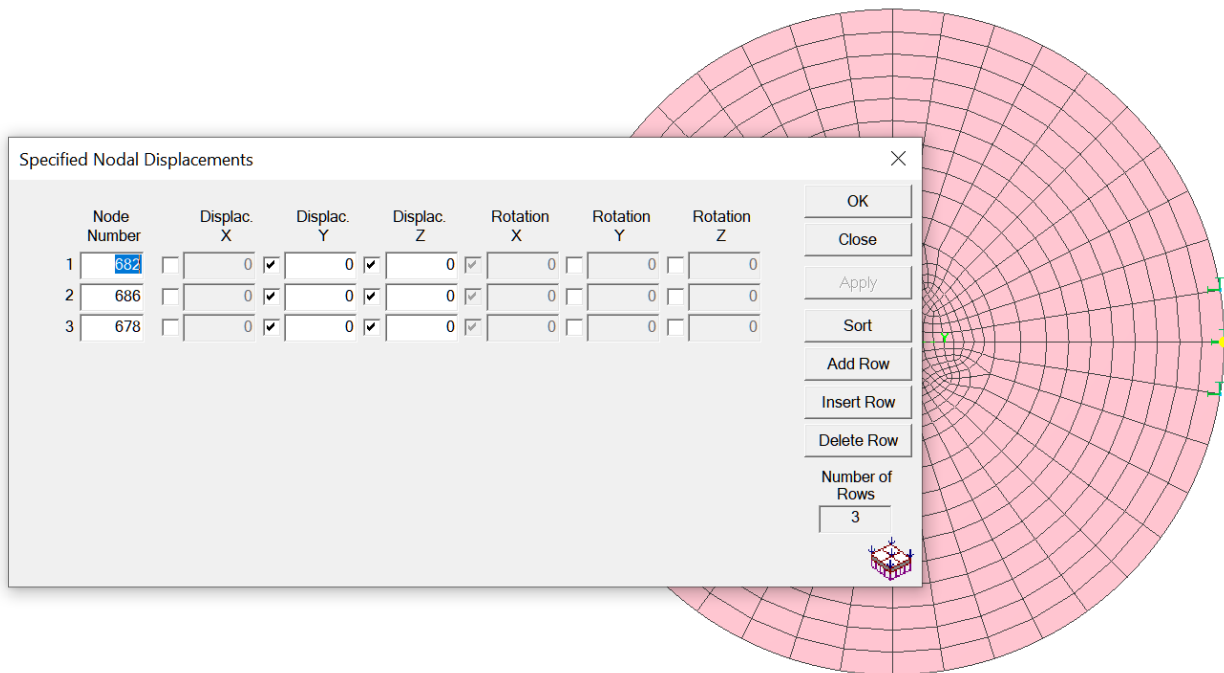 Specified Nodal Displacements
Node Number
Displac. X
Displac. Y
Displac. Z
Rotation X
Rotation Y
Rotation Z
1 682 0 0 0 0 0 0
2 686 0 0 0 0 0 0
3 678 0 0 0 0 0 0
OK
Close
Apply
Sort
Add Row
Insert Row
Delete Row
Number of
Rows
3
Y